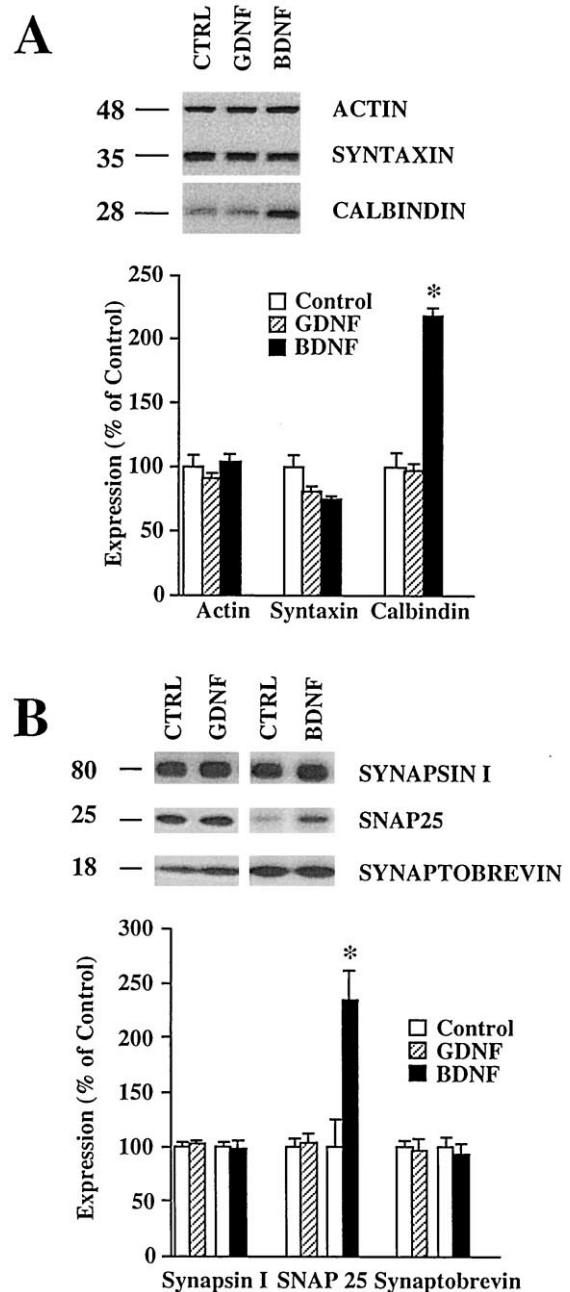 A
CTRL
GDNF
BDNF
48 — ACTIN
35 — SYNTAXIN
28 — CALBINDIN
Expression (% of Control)
250
200
150
100
50
0
*
Control
GDNF
BDNF
Actin Syntaxin Calbindin
B
CTRL
GDNF
CTRL
BDNF
80 — SYNAPSIN I
25 — SNAP25
18 — SYNAPTOBREVIN
Expression (% of Control)
300
250
200
150
100
50
0
*
Control
GDNF
BDNF
Synapsin I SNAP 25 Synaptobrevin